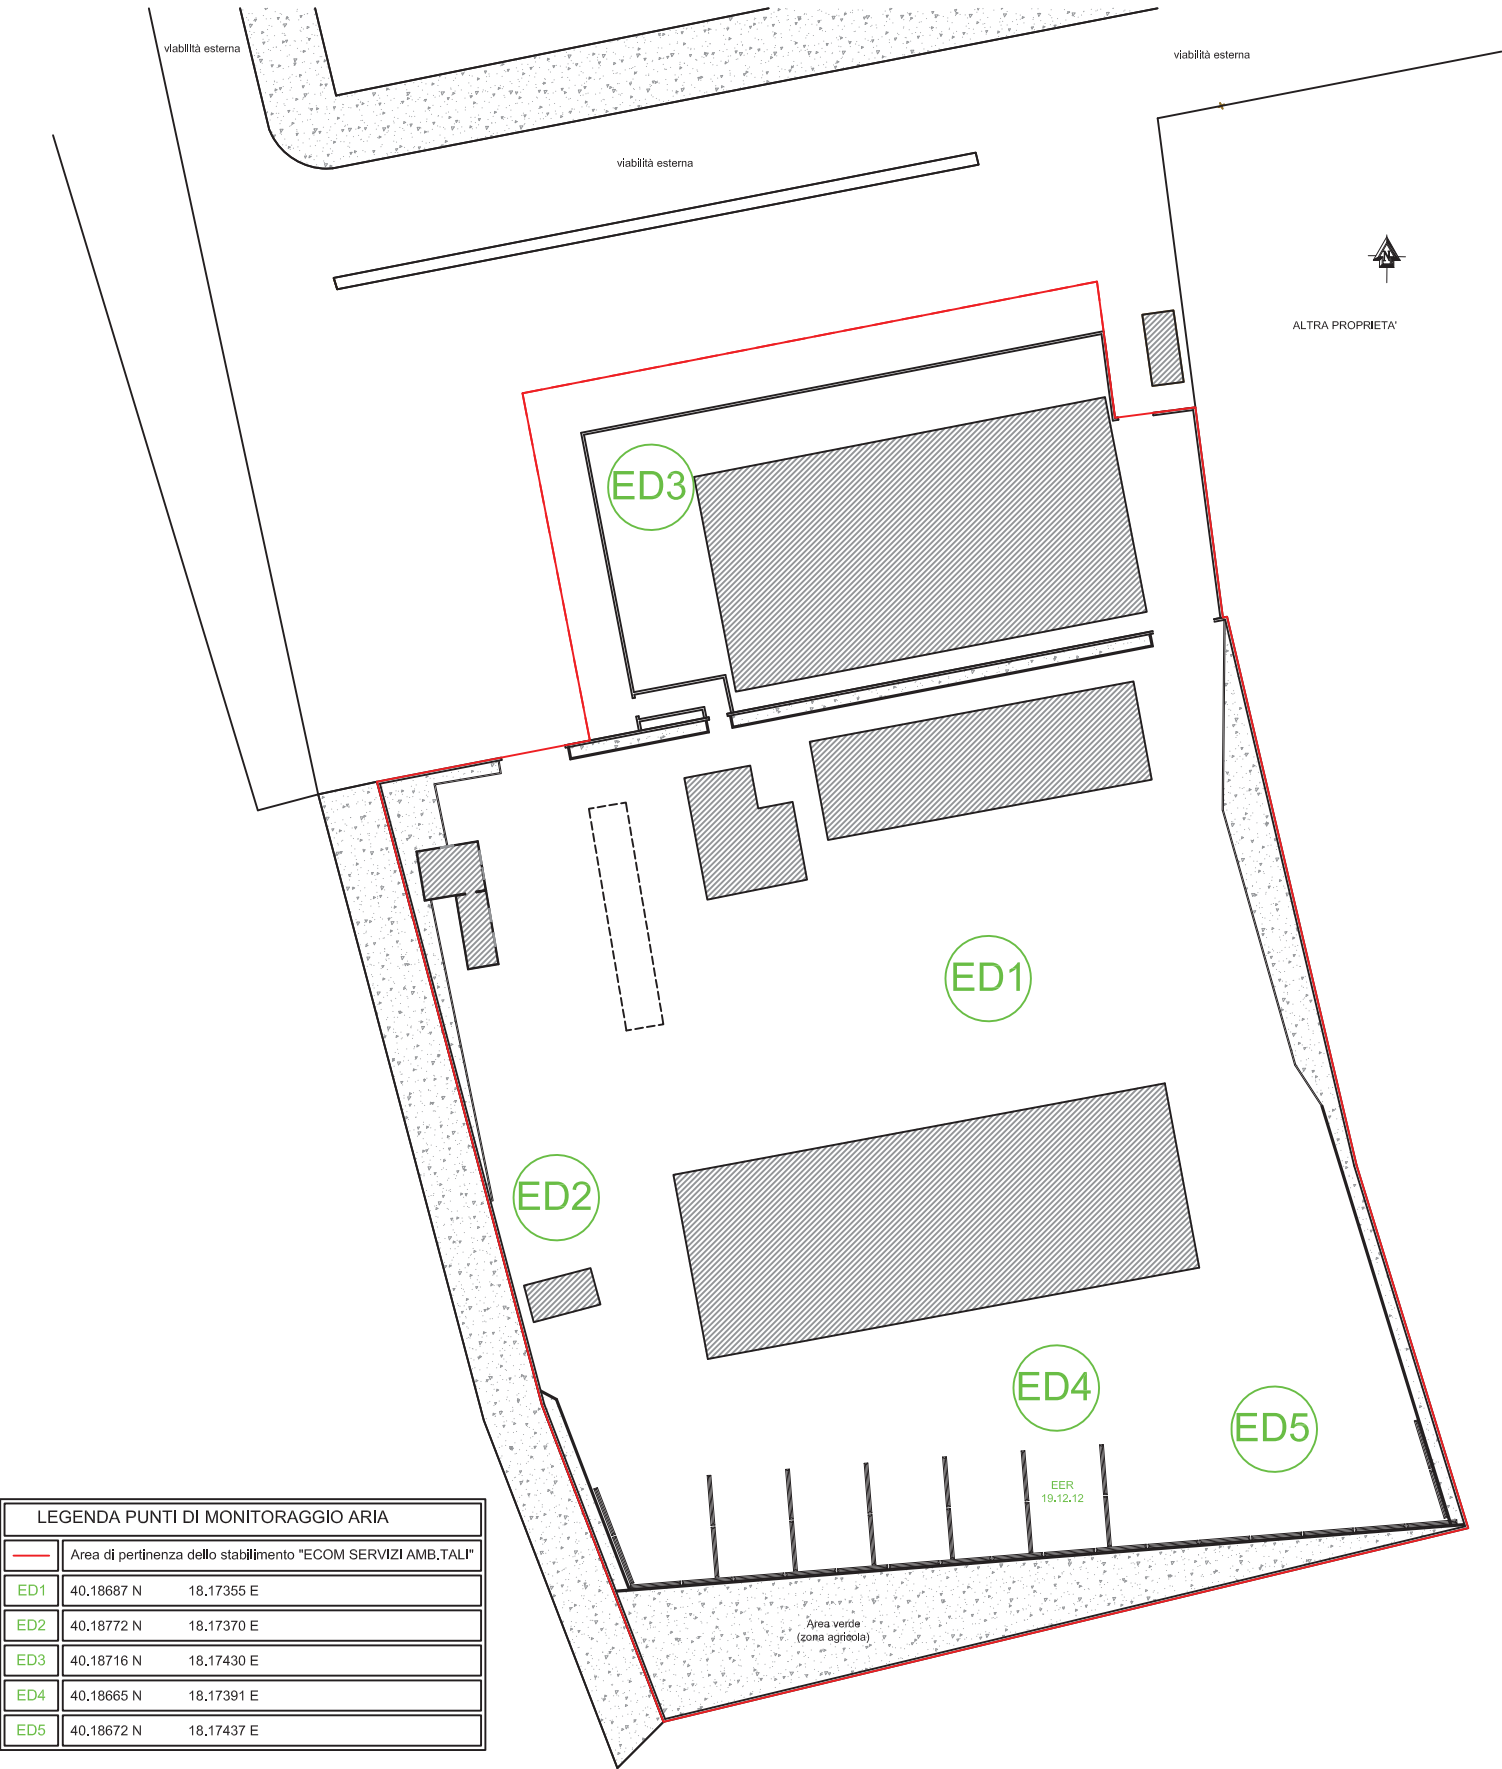 viabilità esterna
viabilità esterna
viabilità esterna
N
ALTRA PROPRIETA'
ED3
ED1
ED2
ED4
ED5
EER
19.12.12
Area verde
(zona agricola)
LEGENDA PUNTI DI MONITORAGGIO ARIA
Area di pertinenza dello stabilimento "ECOM SERVIZI AMB.TALI"
ED1 40.18687 N 18.17355 E
ED2 40.18772 N 18.17370 E
ED3 40.18716 N 18.17430 E
ED4 40.18665 N 18.17391 E
ED5 40.18672 N 18.17437 E